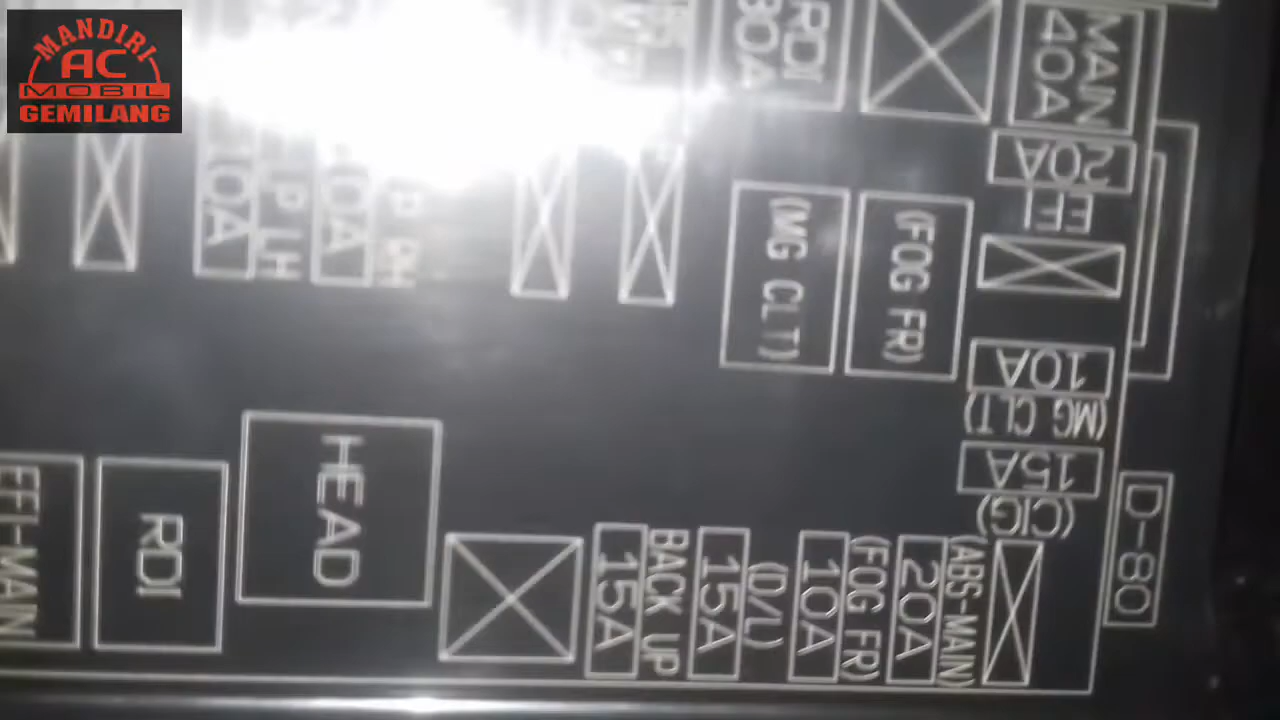 MANDIRI
AC
MOBIL
GEMILANG
MAIN
40A
RDI
30A
20A
EFI
(MG CLT)
(FOG FR)
10A
(MG CLT)
15A
(CIG)
D-80
10A
P LH
HEAD
RDI
EFI-MAIN
BACK UP
15A
(D/L)
15A
(FOG FR)
10A
(ABS-MAIN)
20A